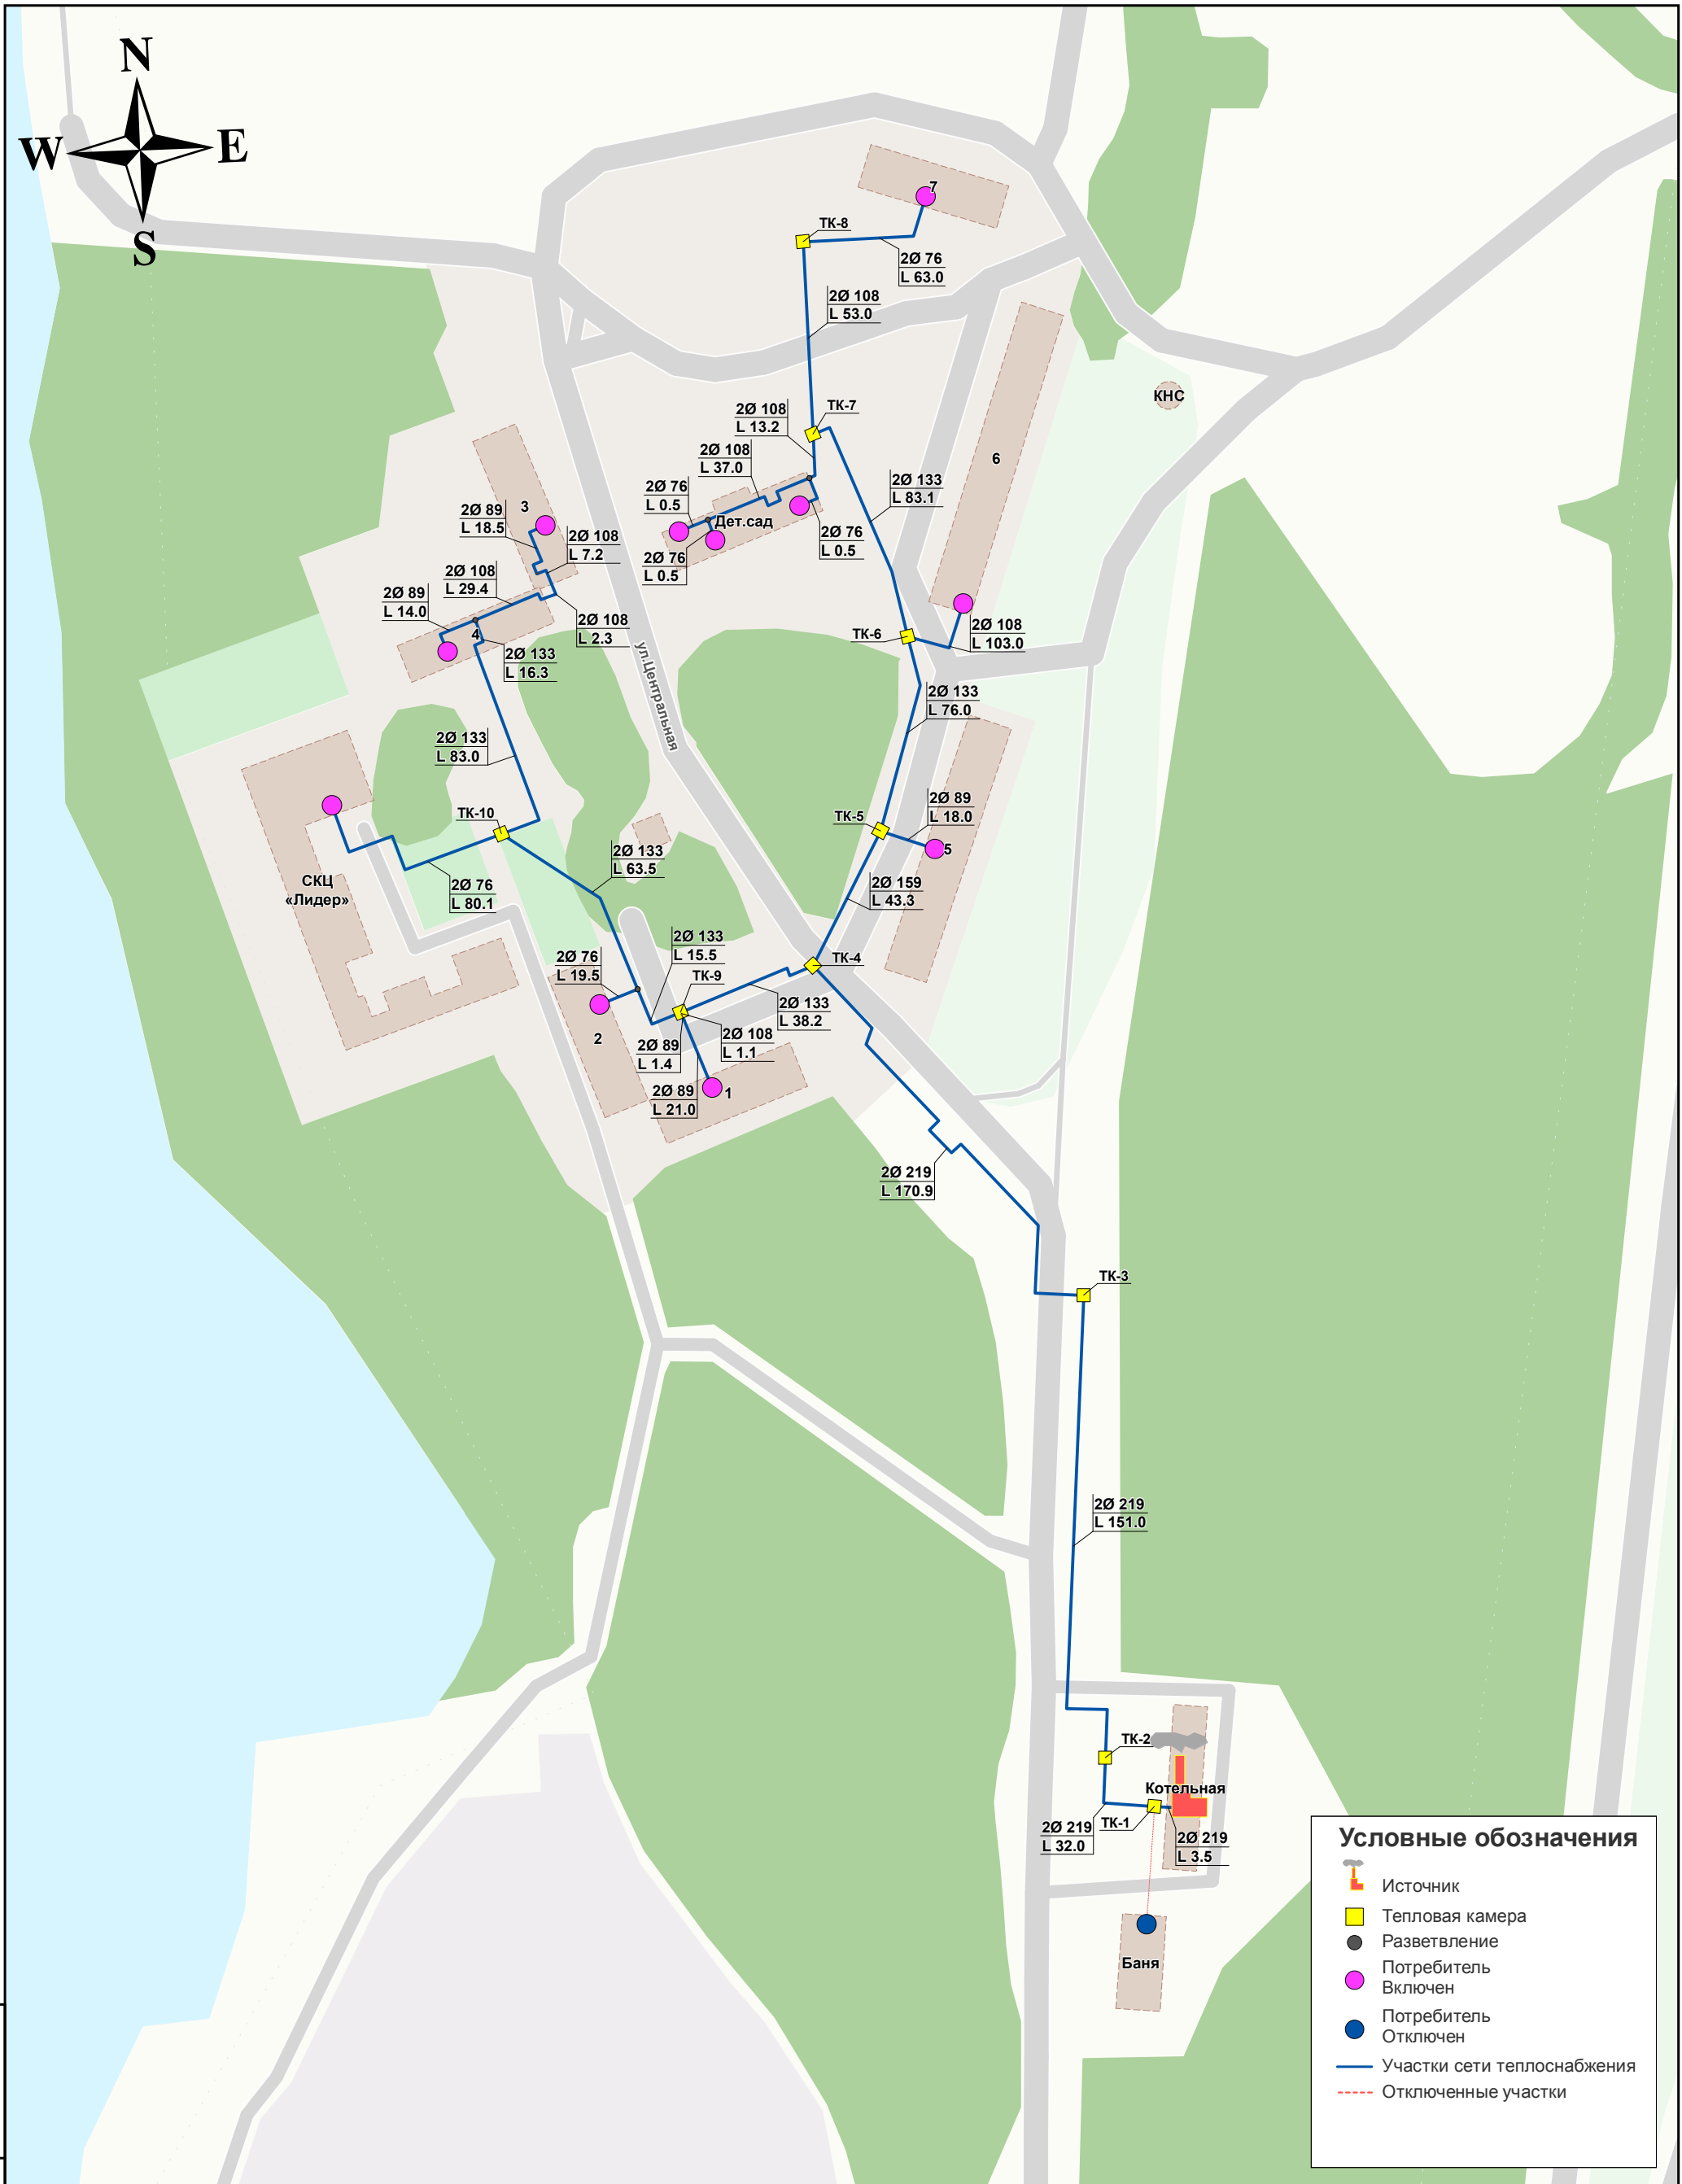 N
W
E
S
7
ТК-8
2Ø 76
L 63.0
2Ø 108
L 53.0
КНС
ТК-7
2Ø 108
L 13.2
2Ø 108
L 37.0
6
2Ø 133
L 83.1
2Ø 76
L 0.5
Дет.сад
2Ø 76
L 0.5
2Ø 76
L 0.5
3
2Ø 89
L 18.5
2Ø 108
L 7.2
2Ø 108
L 29.4
2Ø 89
L 14.0
4
2Ø 108
L 2.3
2Ø 133
L 16.3
ул.Центральная
ТК-6
2Ø 108
L 103.0
2Ø 133
L 76.0
2Ø 133
L 83.0
ТК-10
ТК-5
2Ø 89
L 18.0
5
2Ø 133
L 63.5
СКЦ
«Лидер»
2Ø 76
L 80.1
2Ø 159
L 43.3
2Ø 133
L 15.5
2Ø 76
L 19.5
ТК-9
ТК-4
2Ø 133
L 38.2
2
2Ø 89
L 1.4
2Ø 108
L 1.1
2Ø 89
L 21.0
1
2Ø 219
L 170.9
ТК-3
2Ø 219
L 151.0
ТК-2
Котельная
ТК-1
2Ø 219
L 32.0
2Ø 219
L 3.5
Баня
Условные обозначения
Источник
Тепловая камера
Разветвление
Потребитель
Включен
Потребитель
Отключен
Участки сети теплоснабжения
Отключенные участки